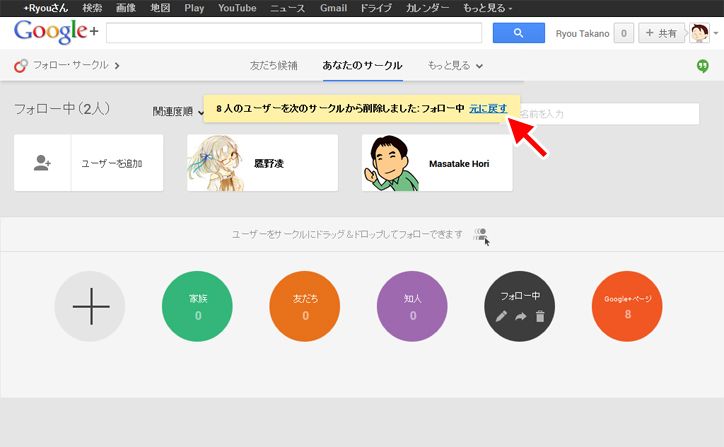 +Ryouさん 検索 画像 地図 Play YouTube ニュース Gmail ドライブ カレンダー もっと見る
Google+ Ryou Takano 0 + 共有
フォロー・サークル 友だち候補 あなたのサークル もっと見る
フォロー中 (2人) 関連度順 8 人のユーザーを次のサークルから削除しました: フォロー中 元に戻す 名前を入力
ユーザーを追加 鷹野凌 Masatake Hori
ユーザーをサークルにドラッグ＆ドロップしてフォローできます
家族 友だち 知人 フォロー中 Google+ページ
0 0 0 8